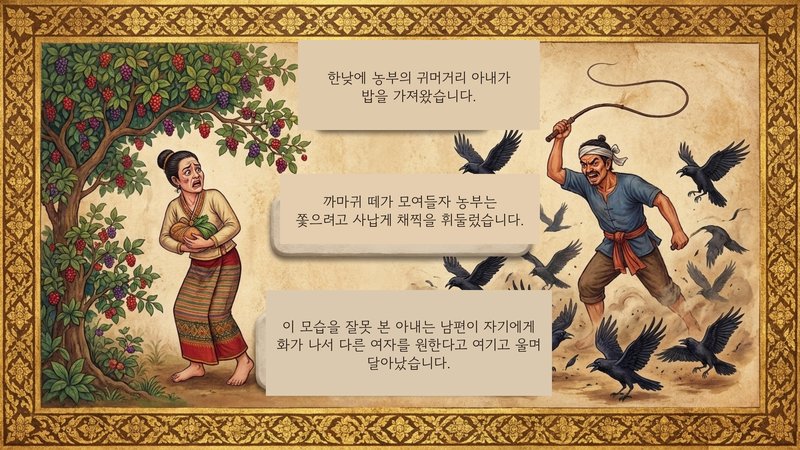 한낮에 농부의 귀머거리 아내가
밥을 가져왔습니다.
까마귀 떼가 모여들자 농부는
쫓으려고 사납게 채찍을 휘둘렀습니다.
이 모습을 잘못 본 아내는 남편이 자기에게
화가 나서 다른 여자를 원한다고 여기고 울며
달아났습니다.